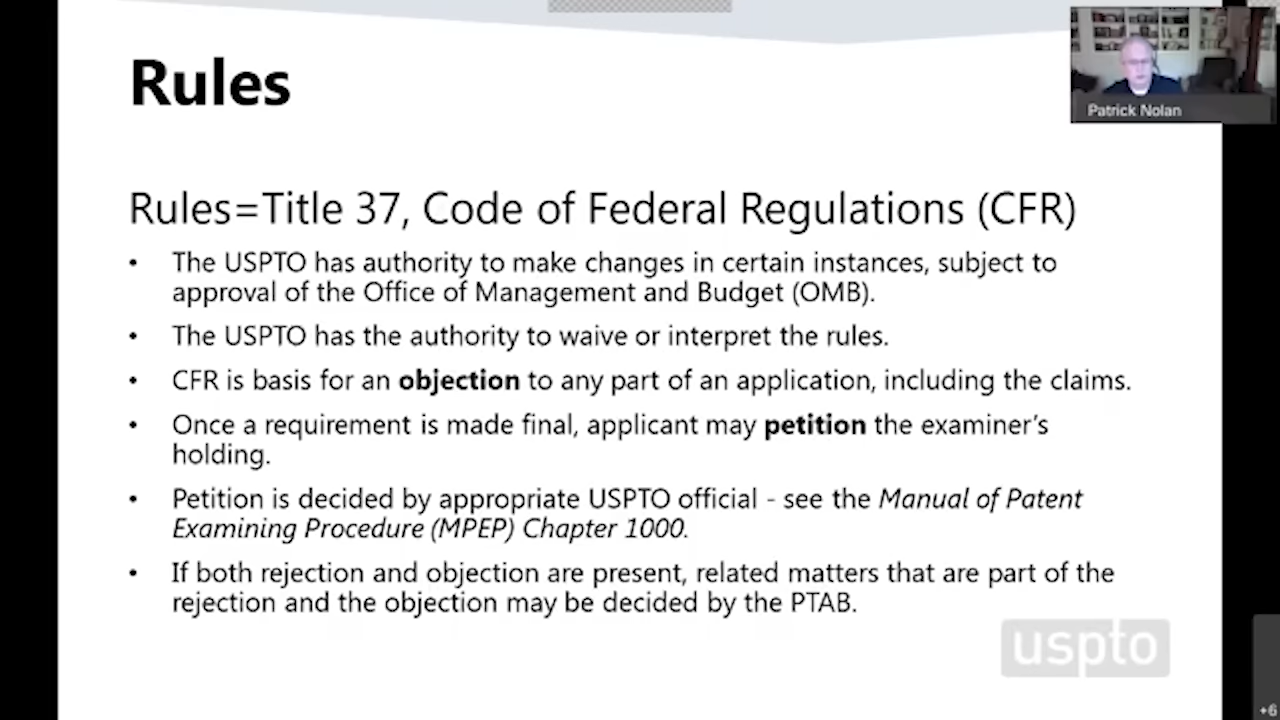 Rules
Patrick Nolan
Rules=Title 37, Code of Federal Regulations (CFR)
• The USPTO has authority to make changes in certain instances, subject to
approval of the Office of Management and Budget (OMB).
• The USPTO has the authority to waive or interpret the rules.
• CFR is basis for an objection to any part of an application, including the claims.
• Once a requirement is made final, applicant may petition the examiner's
holding.
• Petition is decided by appropriate USPTO official - see the Manual of Patent
Examining Procedure (MPEP) Chapter 1000.
• If both rejection and objection are present, related matters that are part of the
rejection and the objection may be decided by the PTAB.
uspto
+6